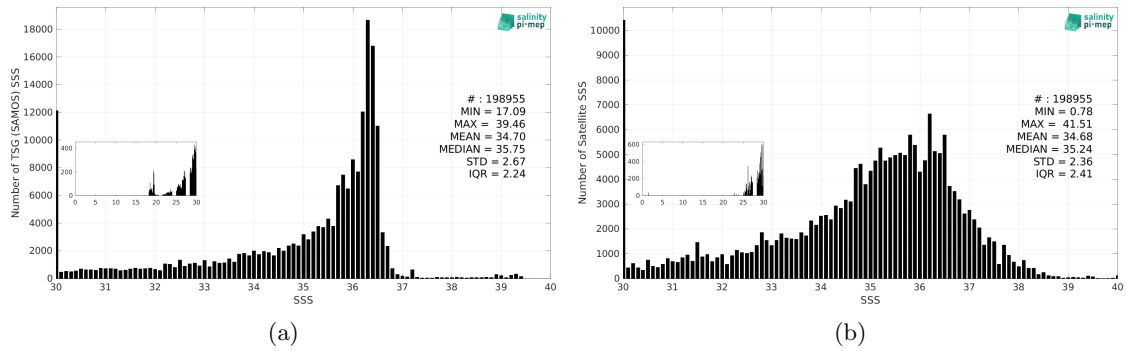 salinity
pi-mep
Number of TSG (SAMOS) SSS
18000
16000
14000
12000
10000
8000
6000
4000
2000
0
# : 198955
MIN = 17.09
MAX = 39.46
MEAN = 34.70
MEDIAN = 35.75
STD = 2.67
IQR = 2.24
400
200
0
0 5 10 15 20 25 30
30 31 32 33 34 35 36 37 38 39 40
SSS
(a)
salinity
pi-mep
Number of Satellite SSS
10000
9000
8000
7000
6000
5000
4000
3000
2000
1000
0
# : 198955
MIN = 0.78
MAX = 41.51
MEAN = 34.68
MEDIAN = 35.24
STD = 2.36
IQR = 2.41
600
400
200
0
0 5 10 15 20 25 30
30 31 32 33 34 35 36 37 38 39 40
SSS
(b)